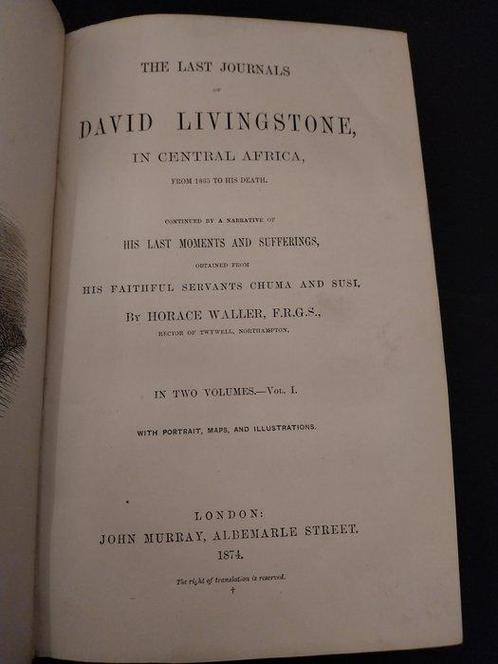 THE LAST JOURNALS
OF
DAVID LIVINGSTONE,
IN CENTRAL AFRICA,
FROM 1865 TO HIS DEATH.
CONTINUED BY A NARRATIVE OF
HIS LAST MOMENTS AND SUFFERINGS,
OBTAINED FROM
HIS FAITHFUL SERVANTS CHUMA AND SUSI,
BY HORACE WALLER, F.R.G.S.,
RECTOR OF TWYWELL, NORTHAMPTON.
IN TWO VOLUMES.—VOL. I.
WITH PORTRAIT, MAPS, AND ILLUSTRATIONS.
LONDON:
JOHN MURRAY, ALBEMARLE STREET.
1874.
The right of translation is reserved.
†